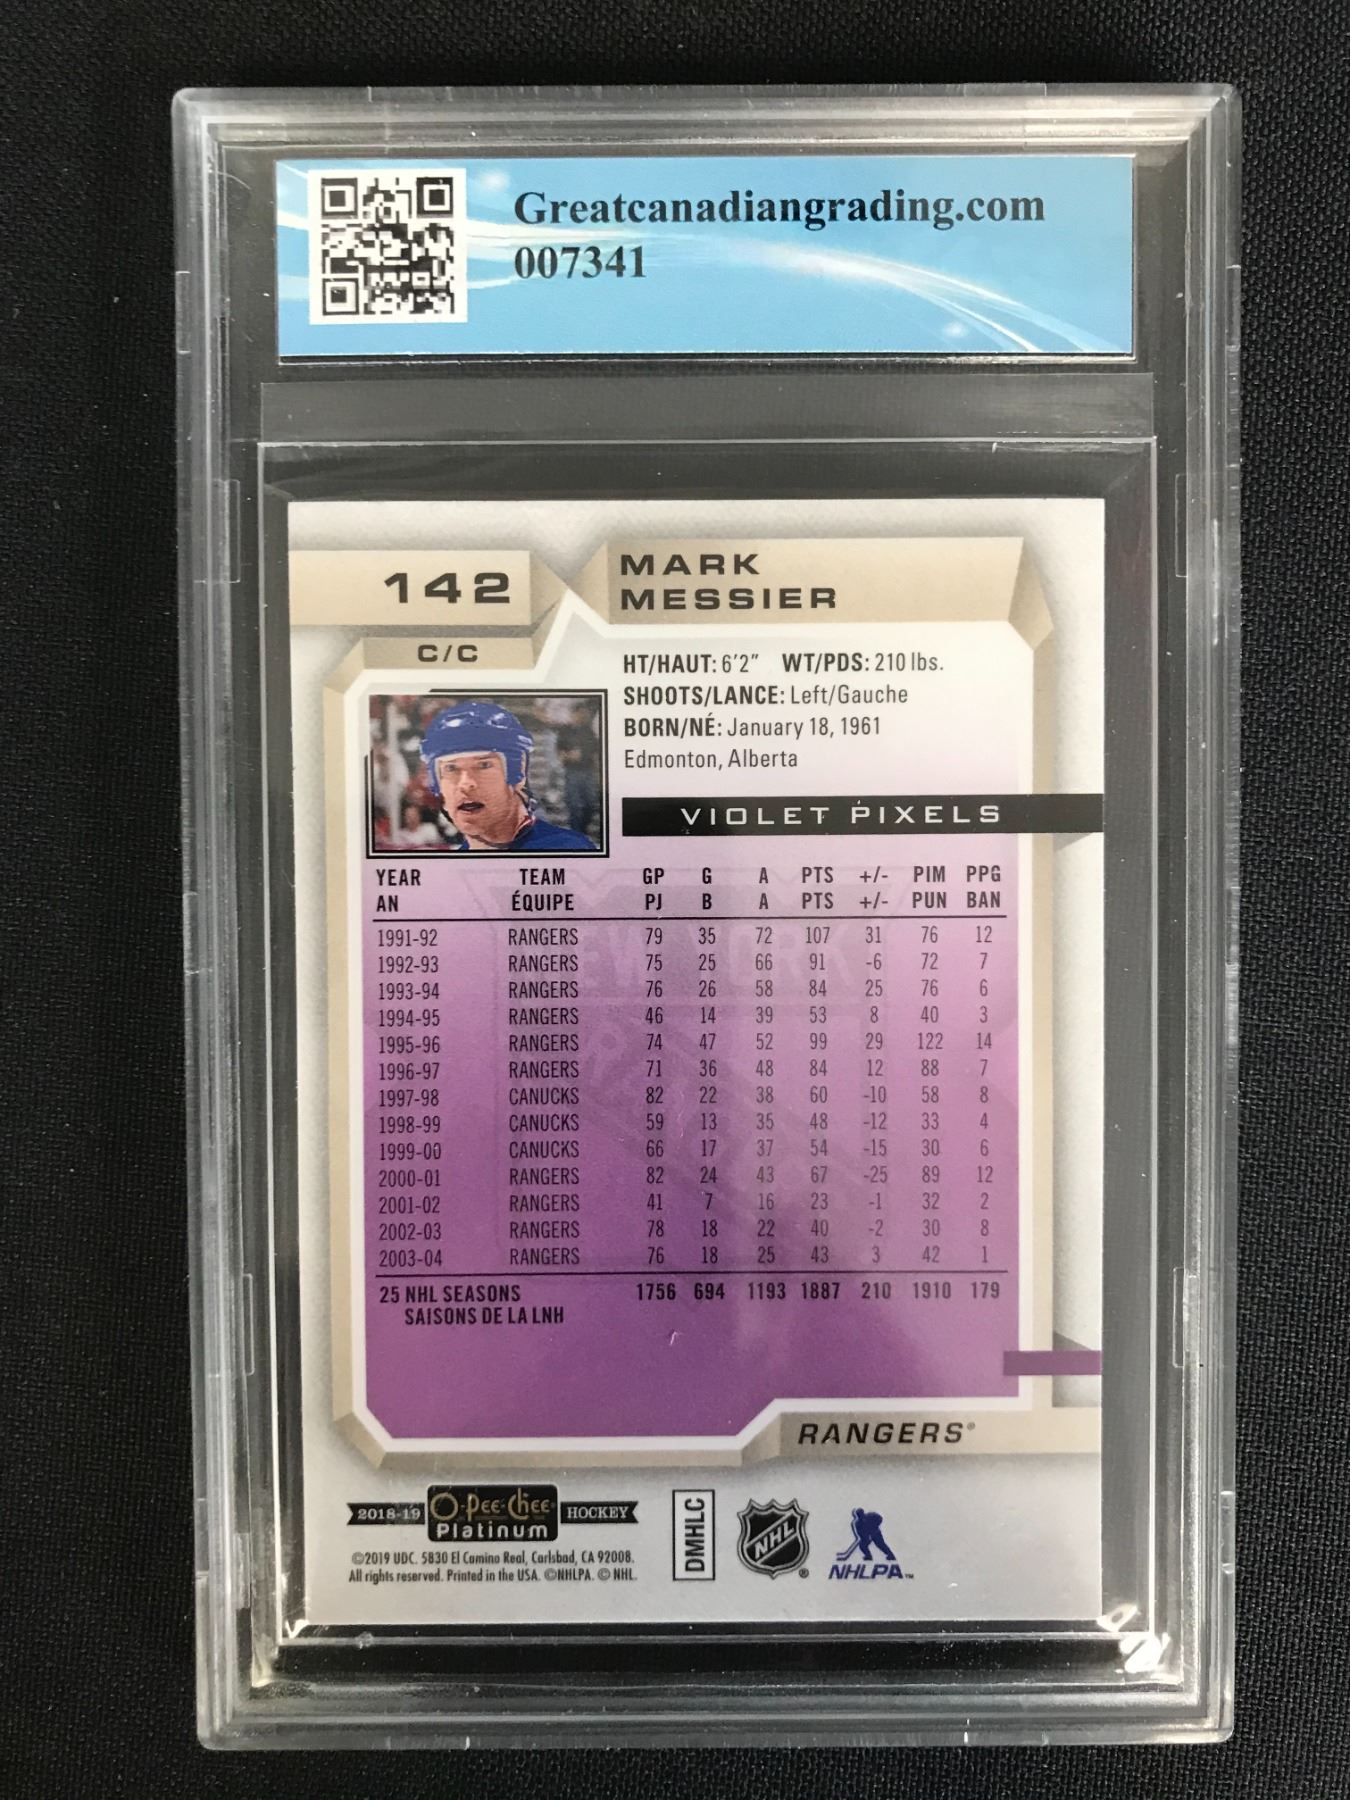 Greatcanadiangrading.com
007341
142
MARK
MESSIER
C/C
HT/HAUT: 6'2" WT/PDS: 210 lbs.
SHOOTS/LANCE: Left/Gauche
BORN/NÉ: January 18, 1961
Edmonton, Alberta
VIOLET PIXELS
YEAR TEAM GP G A PTS +/- PIM PPG
AN ÉQUIPE PJ B A PTS +/- PUN BAN
1991-92 RANGERS 79 35 72 107 31 76 12
1992-93 RANGERS 75 25 66 91 -6 72 7
1993-94 RANGERS 76 26 58 84 25 76 6
1994-95 RANGERS 46 14 39 53 8 40 3
1995-96 RANGERS 74 47 52 99 29 122 14
1996-97 RANGERS 71 36 48 84 12 88 7
1997-98 CANUCKS 82 22 38 60 -10 58 8
1998-99 CANUCKS 59 13 35 48 -12 33 4
1999-00 CANUCKS 66 17 37 54 -15 30 6
2000-01 RANGERS 82 24 43 67 -25 89 12
2001-02 RANGERS 41 7 16 23 -1 32 2
2002-03 RANGERS 78 18 22 40 -2 30 8
2003-04 RANGERS 76 18 25 43 3 42 1
25 NHL SEASONS 1756 694 1193 1887 210 1910 179
SAISONS DE LA LNH
RANGERS®
2018-19 O-Pee-Chee HOCKEY
Platinum
DMHLC
NHL ®
NHLPA™
©2019 UDC. 5830 El Camino Real, Carlsbad, CA 92008.
All rights reserved. Printed in the USA. ©NHLPA. © NHL.